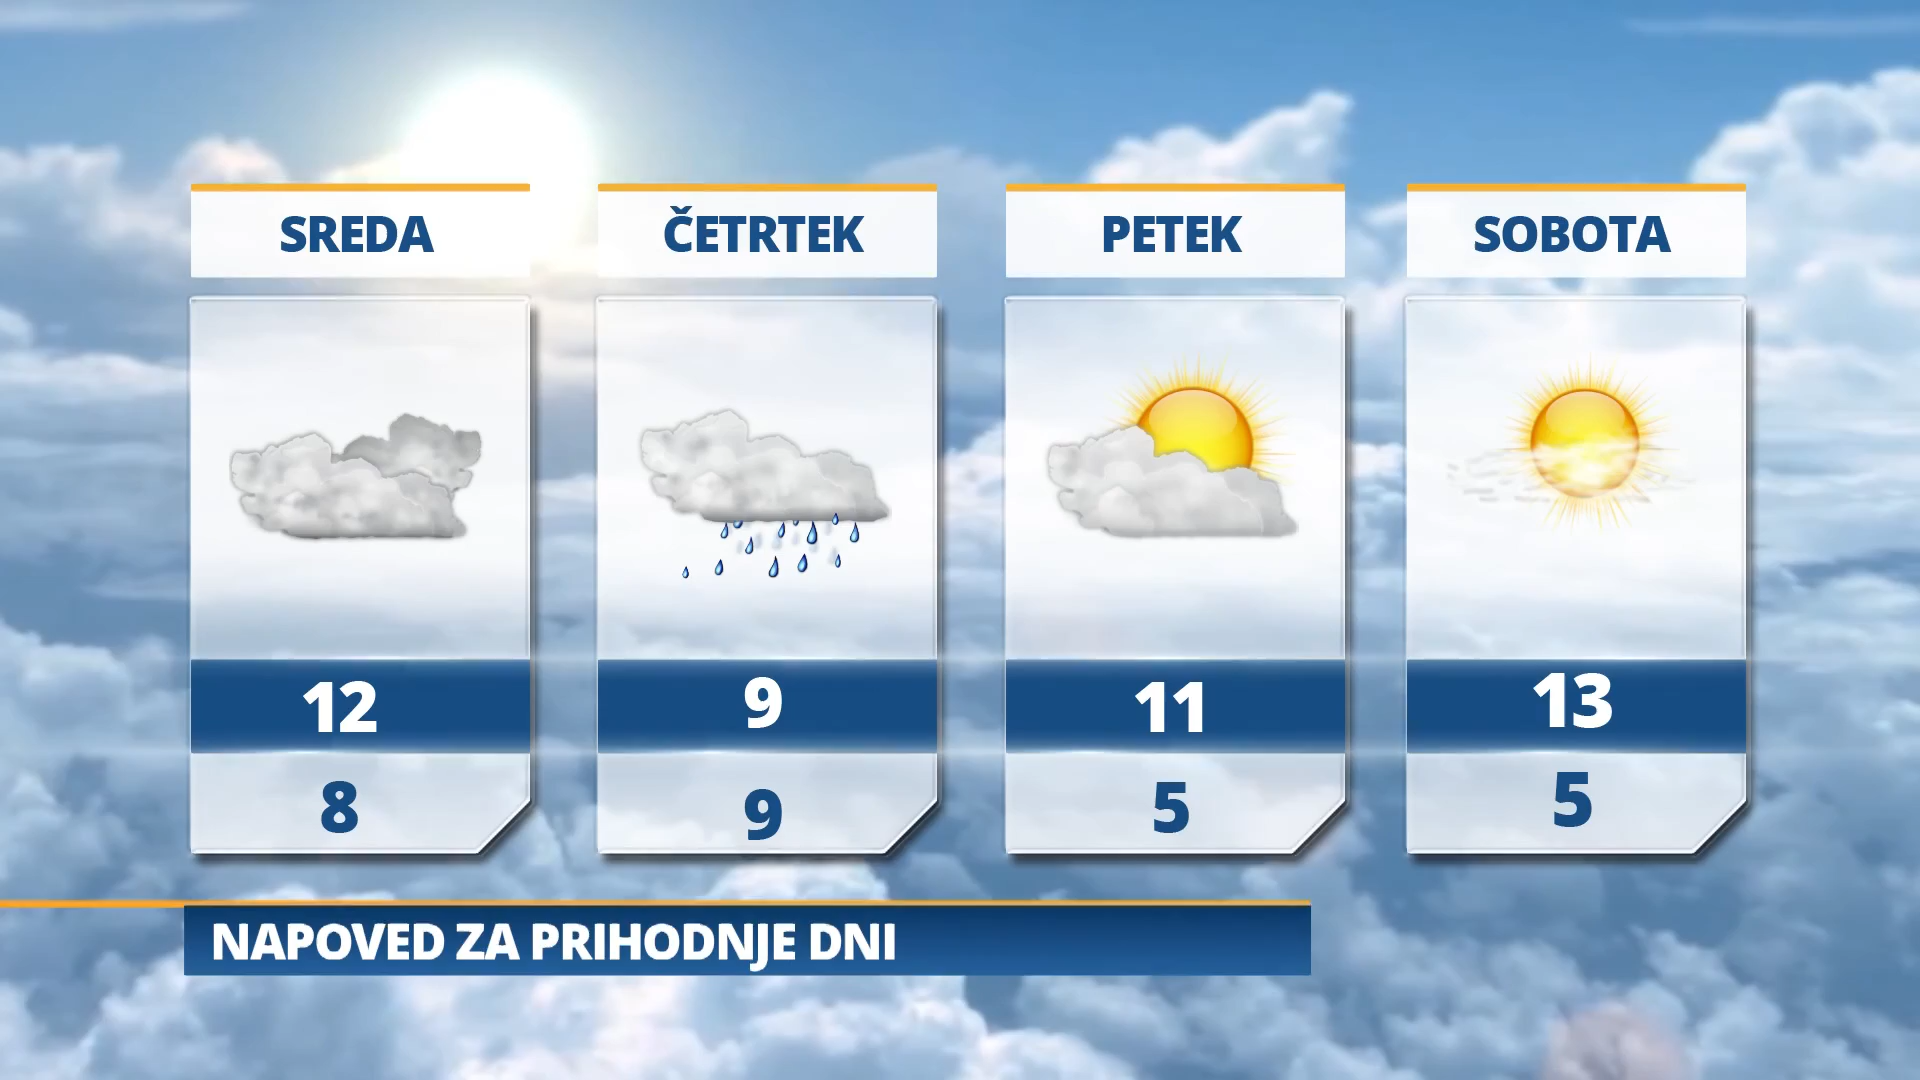 SREDA
ČETRTEK
PETEK
SOBOTA
12
9
11
13
8
9
5
5
NAPOVED ZA PRIHODNJE DNI